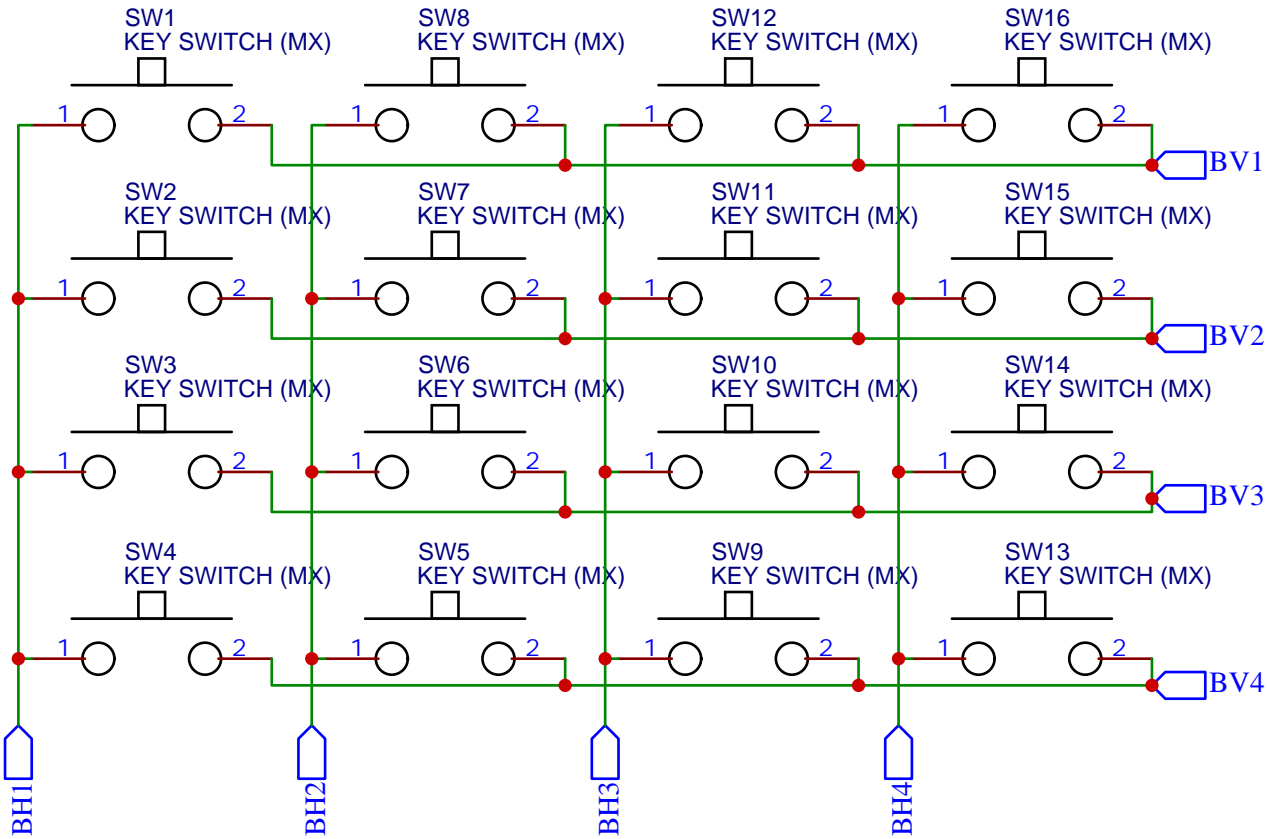 SW1
KEY SWITCH (MX)
SW8
KEY SWITCH (MX)
SW12
KEY SWITCH (MX)
SW16
KEY SWITCH (MX)
1 2
1 2
1 2
1 2
BV1
SW2
KEY SWITCH (MX)
SW7
KEY SWITCH (MX)
SW11
KEY SWITCH (MX)
SW15
KEY SWITCH (MX)
1 2
1 2
1 2
1 2
BV2
SW3
KEY SWITCH (MX)
SW6
KEY SWITCH (MX)
SW10
KEY SWITCH (MX)
SW14
KEY SWITCH (MX)
1 2
1 2
1 2
1 2
BV3
SW4
KEY SWITCH (MX)
SW5
KEY SWITCH (MX)
SW9
KEY SWITCH (MX)
SW13
KEY SWITCH (MX)
1 2
1 2
1 2
1 2
BV4
BH1
BH2
BH3
BH4